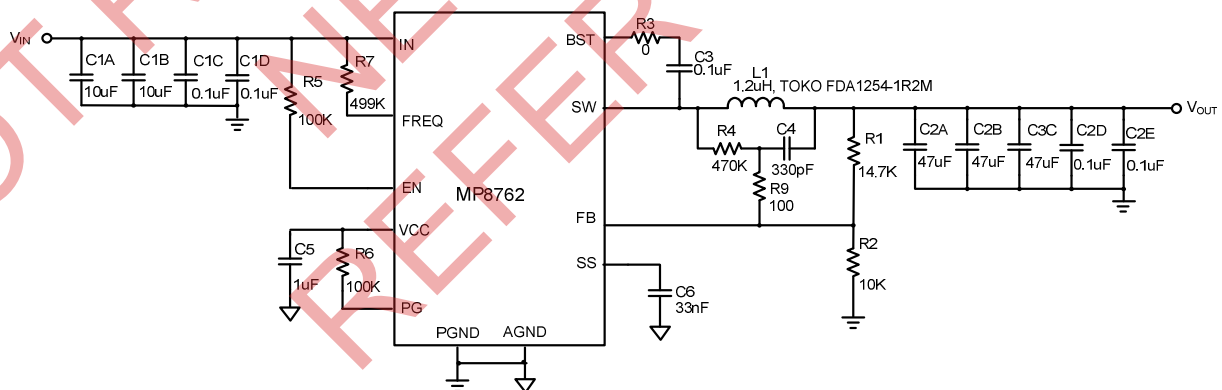 VIN
C1A
10uF
C1B
10uF
C1C
0.1uF
C1D
0.1uF
R5
100K
R7
499K
IN
FREQ
EN
VCC
PG
C5
1uF
R6
100K
MP8762
PGND
AGND
BST
SW
FB
SS
R3
0
C3
0.1uF
L1
1.2uH, TOKO FDA1254-1R2M
R4
470K
C4
330pF
R9
100
R1
14.7K
R2
10K
C6
33nF
C2A
47uF
C2B
47uF
C3C
47uF
C2D
0.1uF
C2E
0.1uF
VOUT
REFER